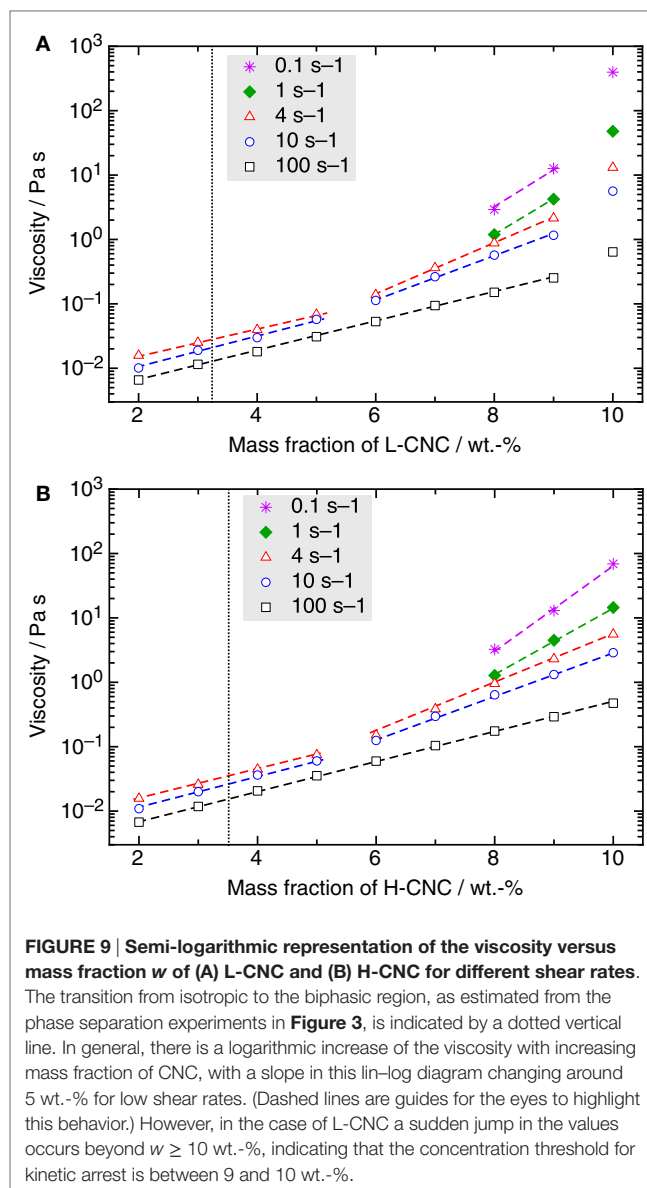 A
10³
10²
10¹
10⁰
10⁻¹
10⁻²
Viscosity / Pa s
0.1 s–1
1 s–1
4 s–1
10 s–1
100 s–1
2
4
6
8
10
Mass fraction of L-CNC / wt.-%
B
10³
10²
10¹
10⁰
10⁻¹
10⁻²
Viscosity / Pa s
0.1 s–1
1 s–1
4 s–1
10 s–1
100 s–1
2
4
6
8
10
Mass fraction of H-CNC / wt.-%
FIGURE 9 | Semi-logarithmic representation of the viscosity versus
mass fraction w of (A) L-CNC and (B) H-CNC for different shear rates.
The transition from isotropic to the biphasic region, as estimated from the
phase separation experiments in Figure 3, is indicated by a dotted vertical
line. In general, there is a logarithmic increase of the viscosity with increasing
mass fraction of CNC, with a slope in this lin–log diagram changing around
5 wt.-% for low shear rates. (Dashed lines are guides for the eyes to highlight
this behavior.) However, in the case of L-CNC a sudden jump in the values
occurs beyond w ≥ 10 wt.-%, indicating that the concentration threshold for
kinetic arrest is between 9 and 10 wt.-%.